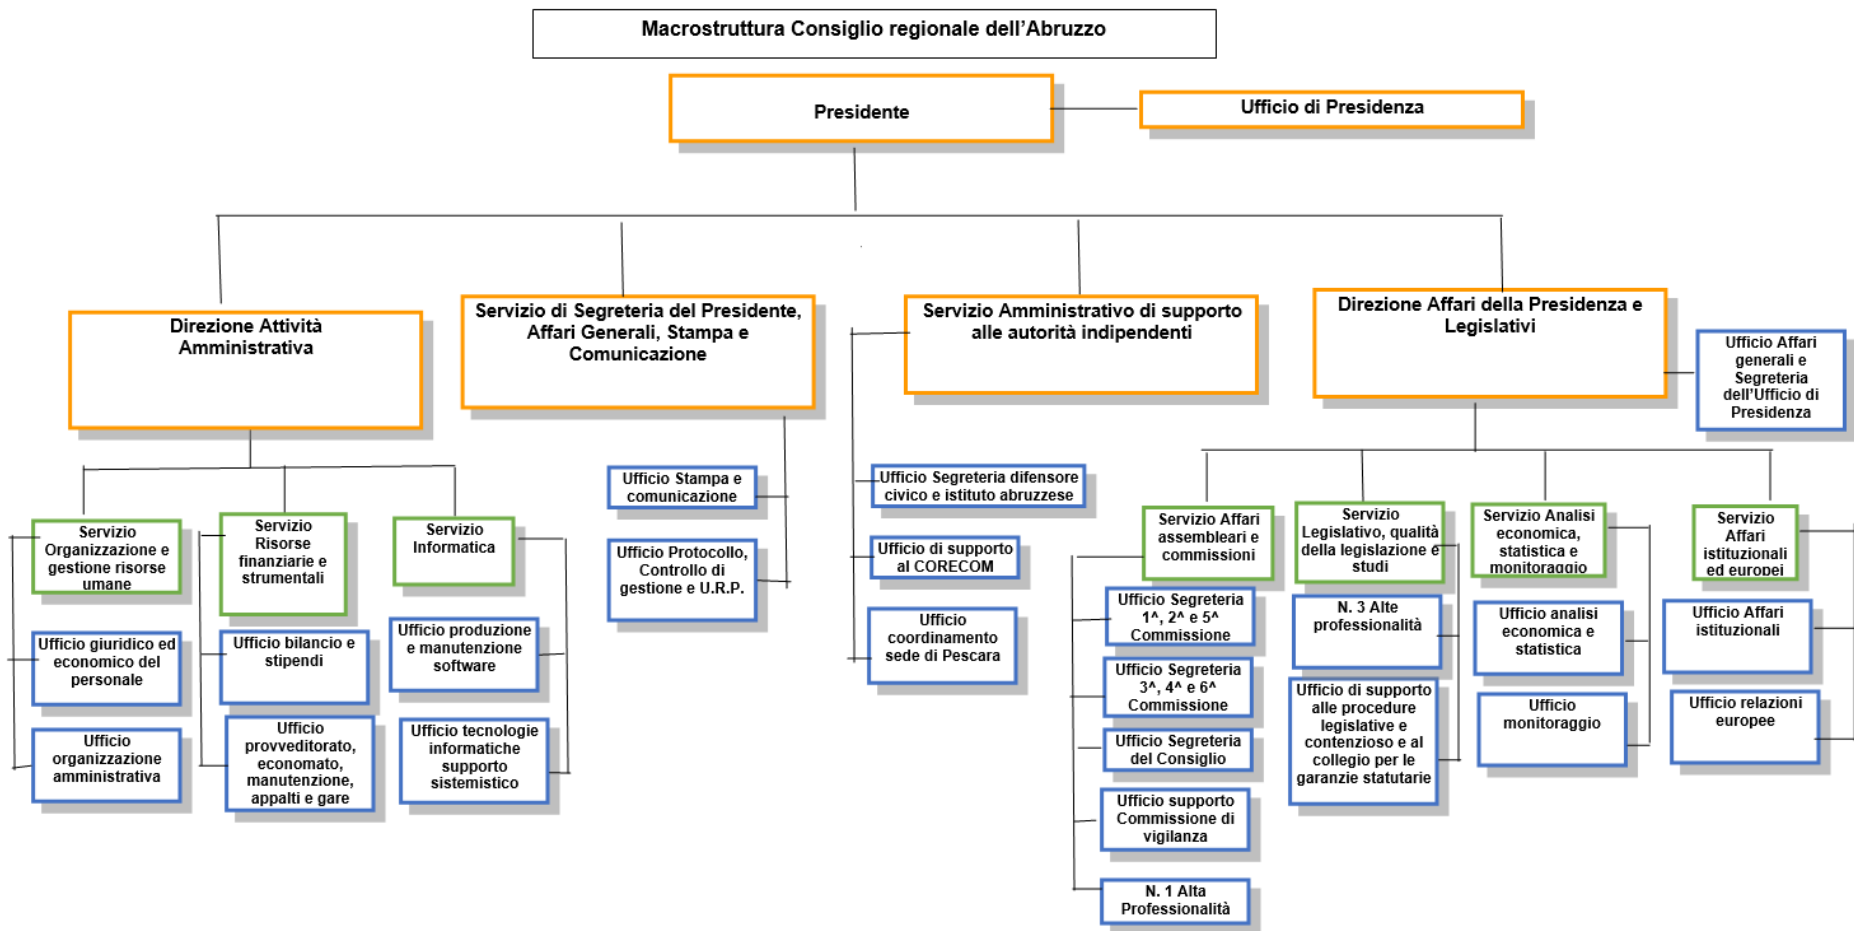 Macrostruttura Consiglio regionale dell'Abruzzo
Presidente
Ufficio di Presidenza
Direzione Attività
Amministrativa
Servizio di Segreteria del Presidente,
Affari Generali, Stampa e
Comunicazione
Servizio Amministrativo di supporto
alle autorità indipendenti
Direzione Affari della Presidenza e
Legislativi
Ufficio Affari
generali e
Segreteria
dell'Ufficio di
Presidenza
Servizio
Organizzazione e
gestione risorse
umane
Ufficio giuridico ed
economico del
personale
Ufficio
organizzazione
amministrativa
Servizio
Risorse
finanziarie e
strumentali
Ufficio bilancio e
stipendi
Ufficio
provveditorato,
economato,
manutenzione,
appalti e gare
Servizio
Informatica
Ufficio produzione
e manutenzione
software
Ufficio tecnologie
informatiche
supporto
sistemistico
Ufficio Stampa e
comunicazione
Ufficio Protocollo,
Controllo di
gestione e U.R.P.
Ufficio Segreteria difensore
civico e istituto abruzzese
Ufficio di supporto
al CORECOM
Ufficio
coordinamento
sede di Pescara
Servizio Affari
assembleari e
commissioni
Ufficio Segreteria
1^, 2^ e 5^
Commissione
Ufficio Segreteria
3^, 4^ e 6^
Commissione
Ufficio Segreteria
del Consiglio
Ufficio supporto
Commissione di
vigilanza
N. 1 Alta
Professionalità
Servizio
Legislativo, qualità
della legislazione e
studi
N. 3 Alte
professionalità
Ufficio di supporto
alle procedure
legislative e
contenzioso e al
collegio per le
garanzie statutarie
Servizio Analisi
economica,
statistica e
monitoraggio
Ufficio analisi
economica e
statistica
Ufficio
monitoraggio
Servizio
Affari
istituzionali
ed europei
Ufficio Affari
istituzionali
Ufficio relazioni
europee